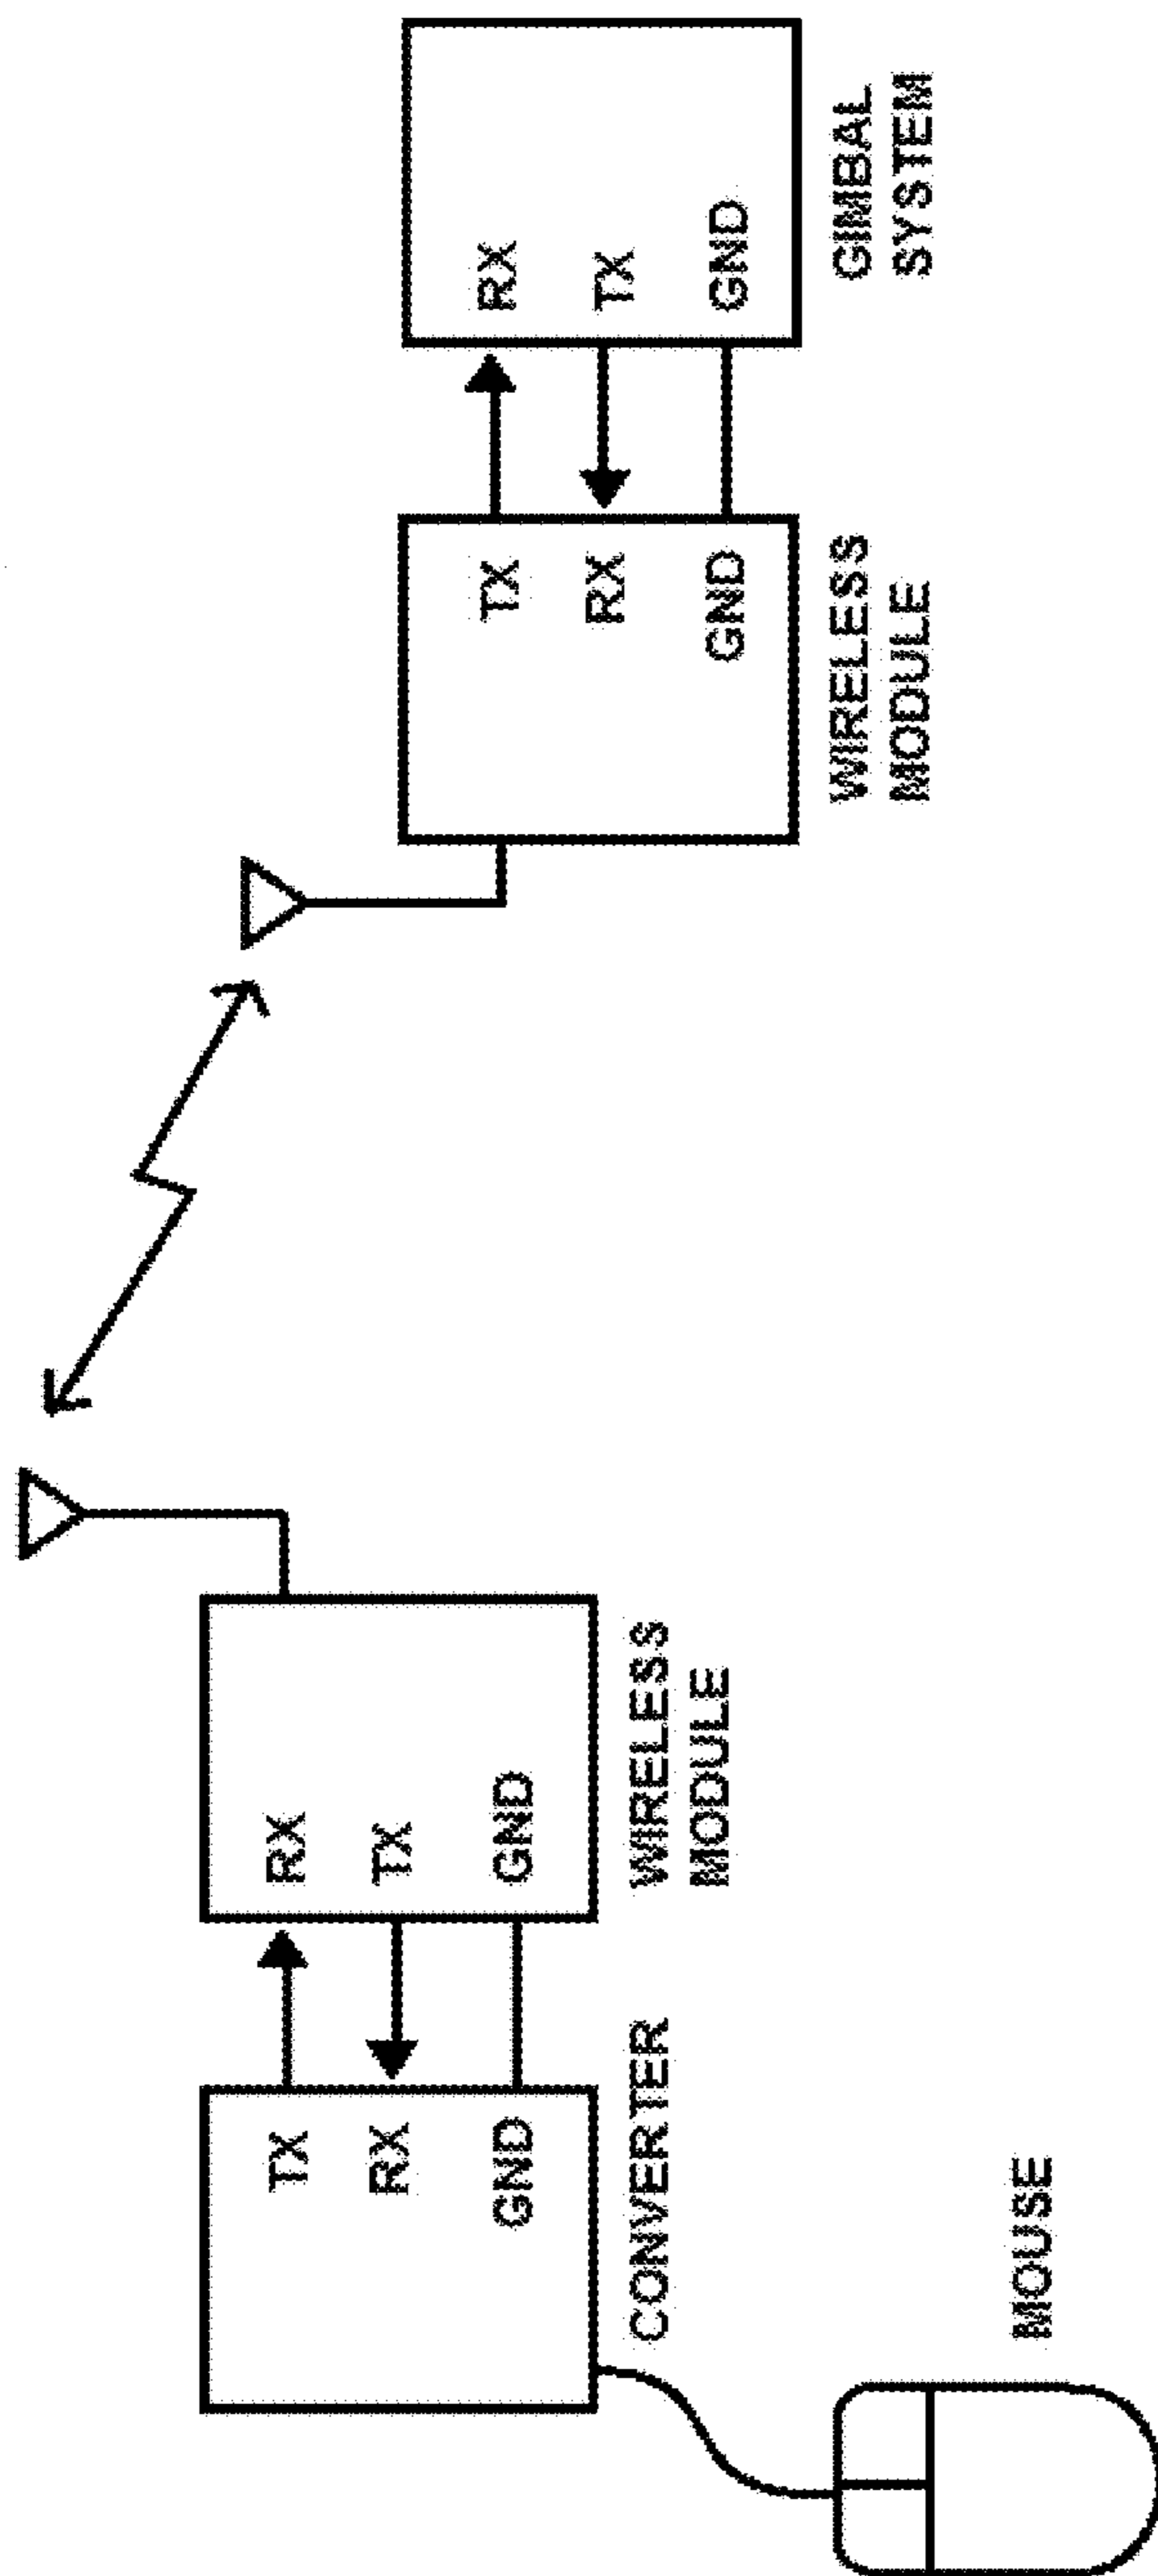 TX
RX
GND
CONVERTER
RX
TX
GND
WIRELESS
MODULE
MOUSE
TX
RX
GND
WIRELESS
MODULE
RX
TX
GND
GIMBAL
SYSTEM